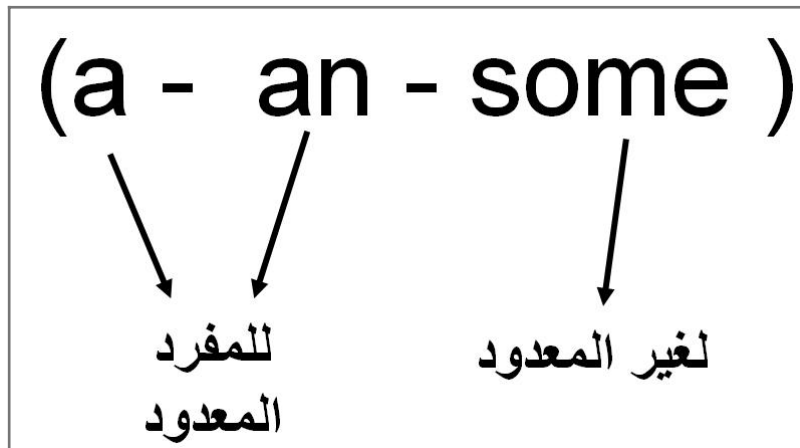 (a - an - some )
للمفرد
المعدود
لغير المعدود